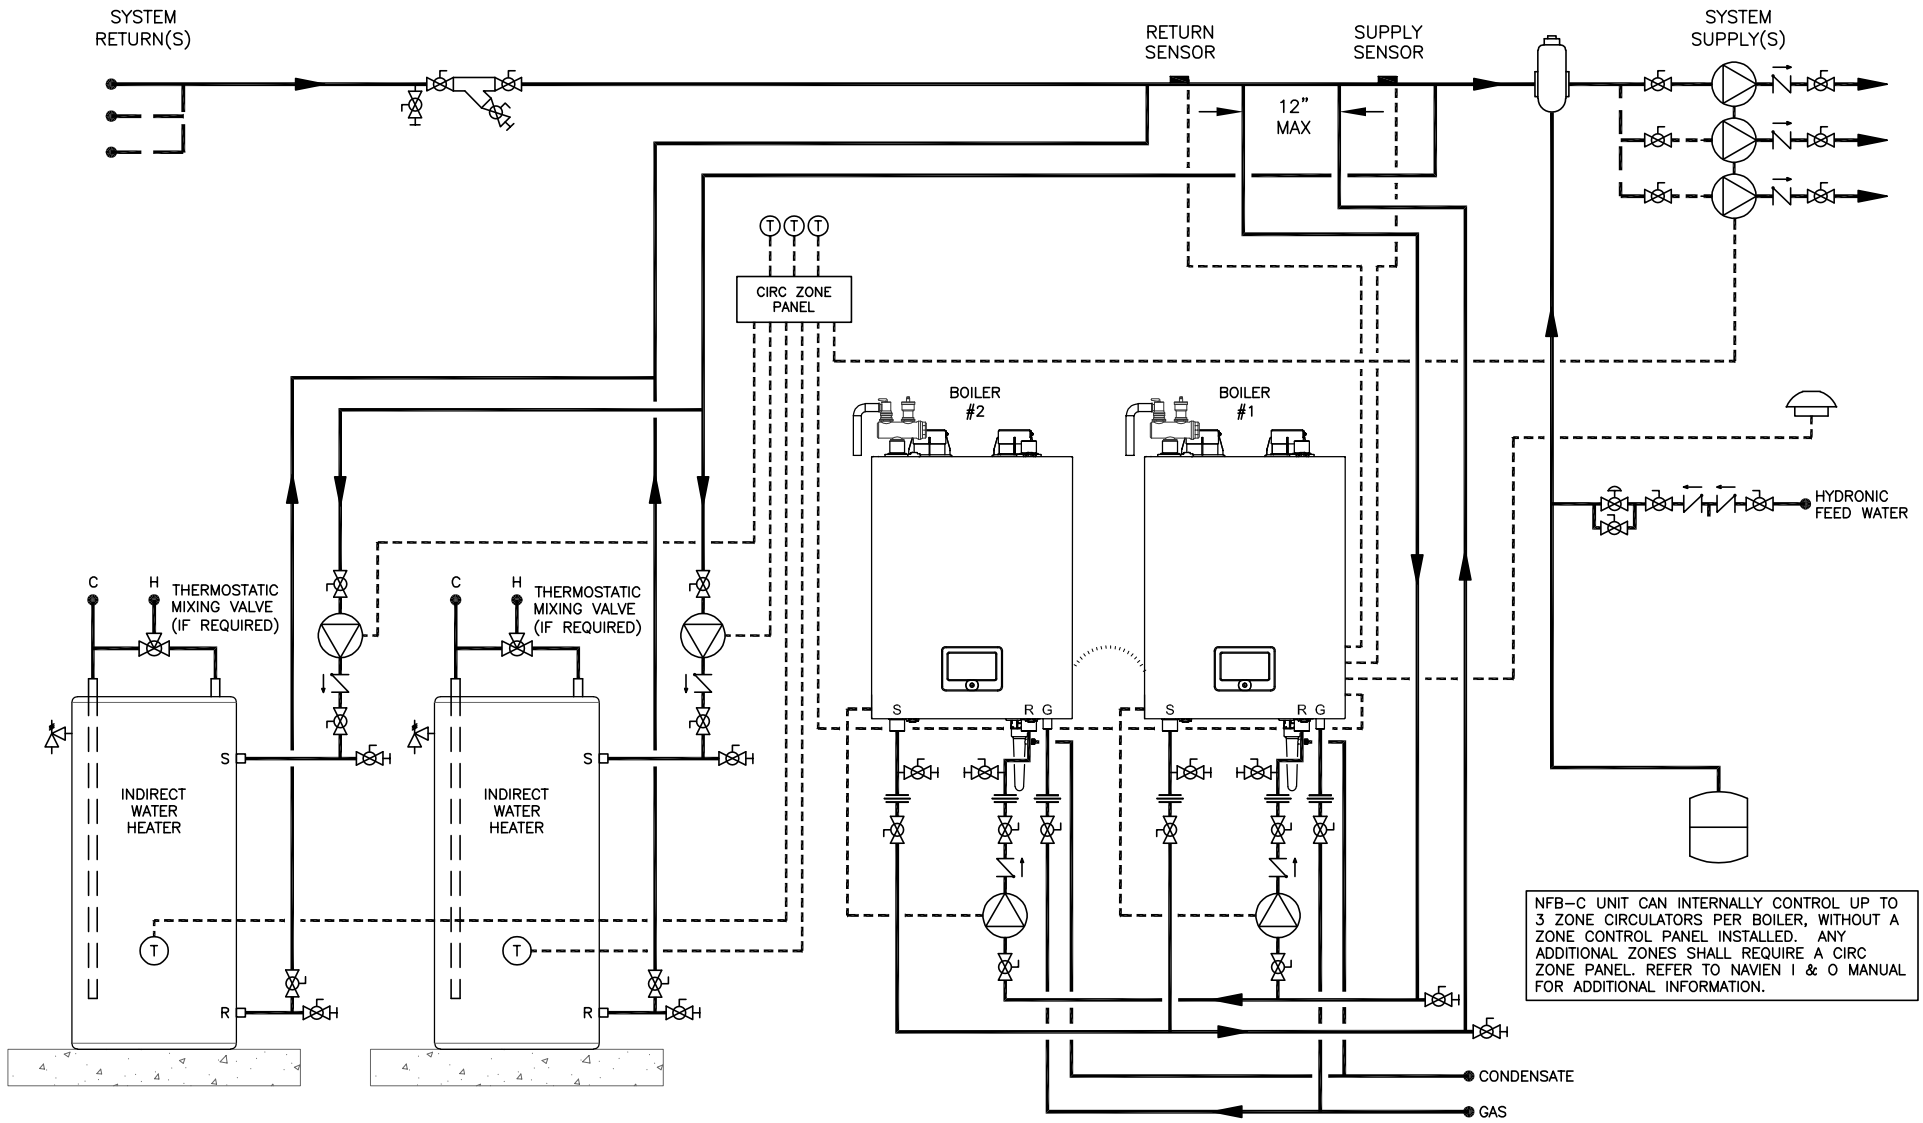 SYSTEM
RETURN(S)
RETURN
SENSOR
SUPPLY
SENSOR
SYSTEM
SUPPLY(S)
12"
MAX
T T T
CIRC ZONE
PANEL
BOILER
#2
BOILER
#1
HYDRONIC
FEED WATER
C H
THERMOSTATIC
MIXING VALVE
(IF REQUIRED)
C H
THERMOSTATIC
MIXING VALVE
(IF REQUIRED)
S R G
S R G
S
S
INDIRECT
WATER
HEATER
INDIRECT
WATER
HEATER
T
T
R
R
NFB-C UNIT CAN INTERNALLY CONTROL UP TO
3 ZONE CIRCULATORS PER BOILER, WITHOUT A
ZONE CONTROL PANEL INSTALLED. ANY
ADDITIONAL ZONES SHALL REQUIRE A CIRC
ZONE PANEL. REFER TO NAVIEN I & O MANUAL
FOR ADDITIONAL INFORMATION.
CONDENSATE
GAS